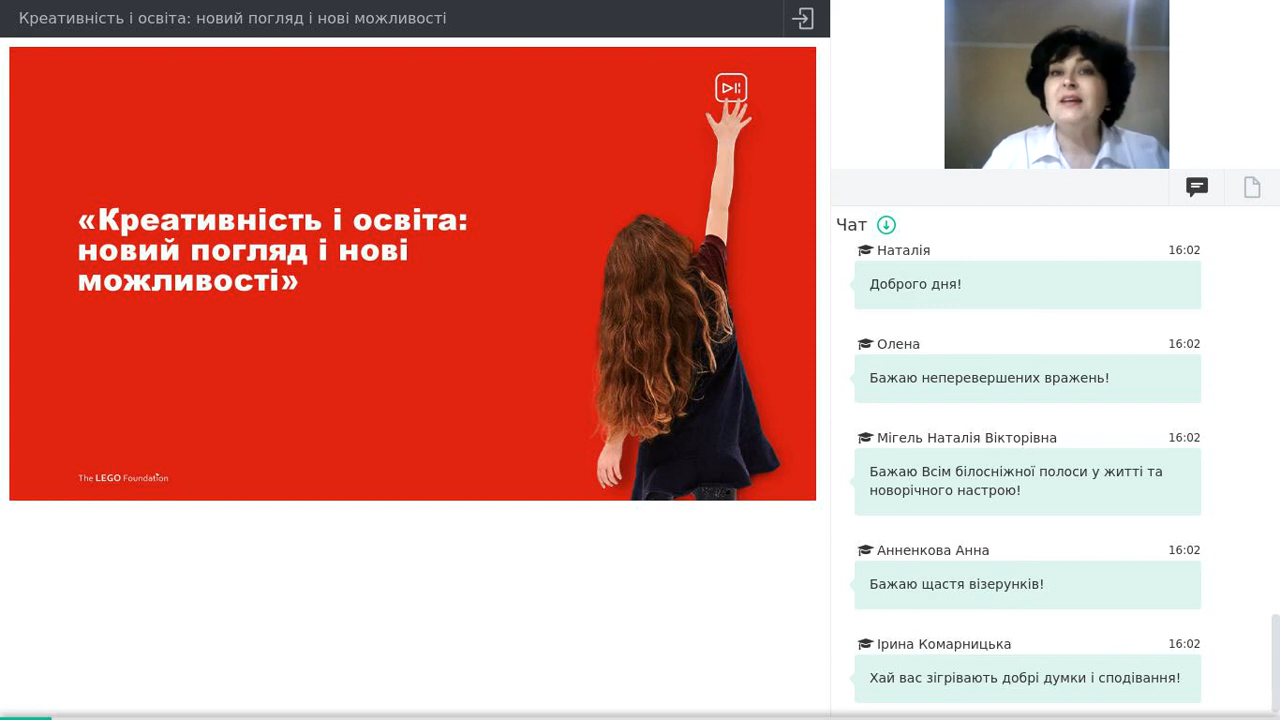 Креативність і освіта: новий погляд і нові можливості
«Креативність і освіта:
новий погляд і нові
можливості»
The LEGO Foundation
Чат
Наталія 16:02
Доброго дня!
Олена 16:02
Бажаю неперевершених вражень!
Мігель Наталія Вікторівна 16:02
Бажаю Всім білосніжної полоси у житті та
новорічного настрою!
Анненкова Анна 16:02
Бажаю щастя візерунків!
Ірина Комарницька 16:02
Хай вас зігрівають добрі думки і сподівання!